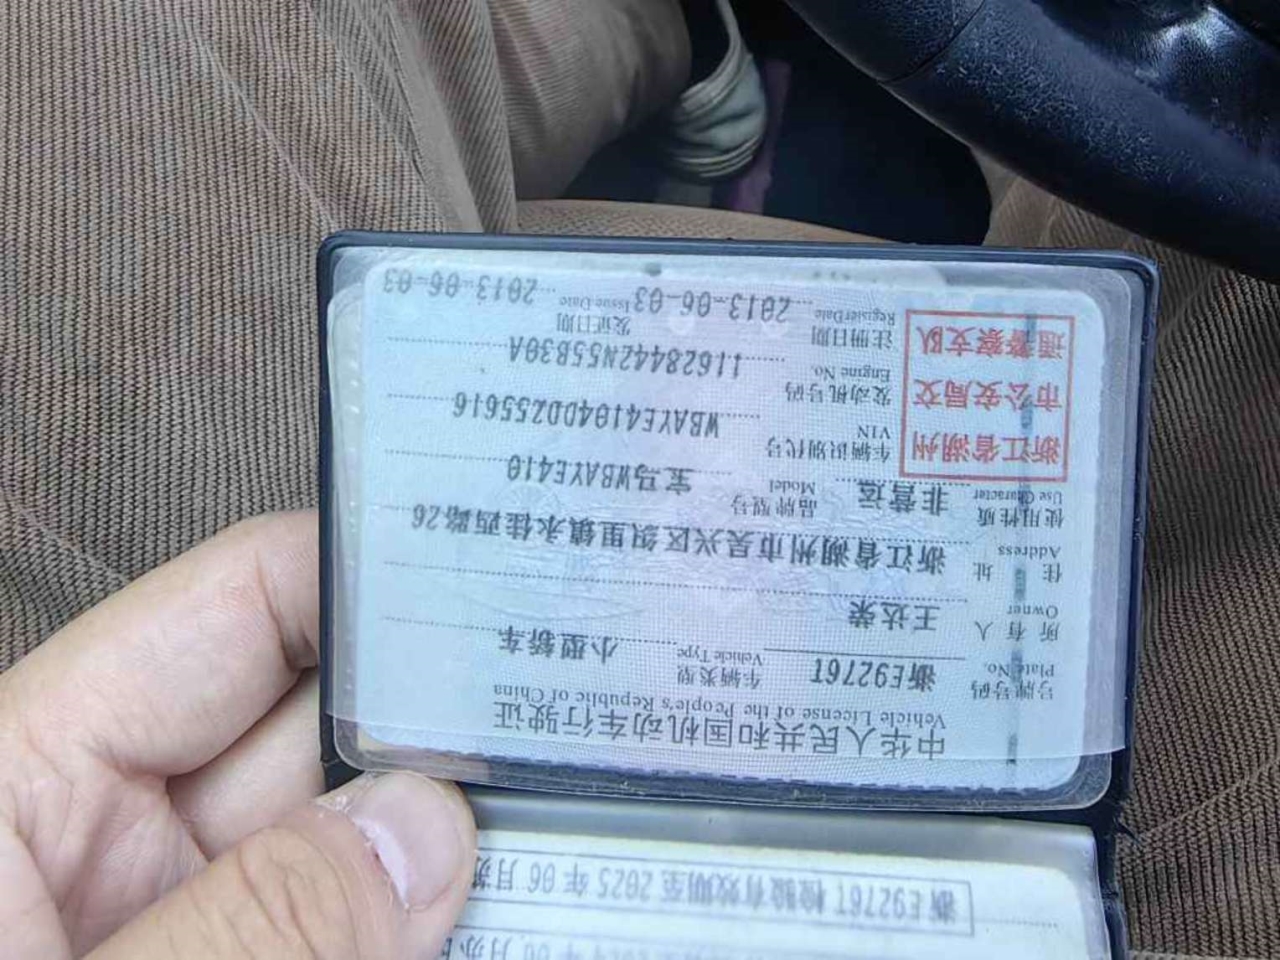 中华人民共和国机动车行驶证
Vehicle License of the People's Republic of China
号牌号码 浙E9276T 车辆类型 小型轿车
Plate No. Vehicle Type
所有人 王达荣
Owner
住址 浙江省湖州市吴兴区织里镇永佳西路26
Address
使用性质 非营运 品牌型号 宝马WBAYE410
Use Character Model
浙江省湖州
市公安局交
通警察支队
车辆识别代号 WBAYE4104DDZ55616
VIN
发动机号码 11628442N55B30A
Engine No.
注册日期 2013-06-03 发证日期 2013-06-03
Register Date Issue Date
浙E9276T 检验有效期至2025年06月